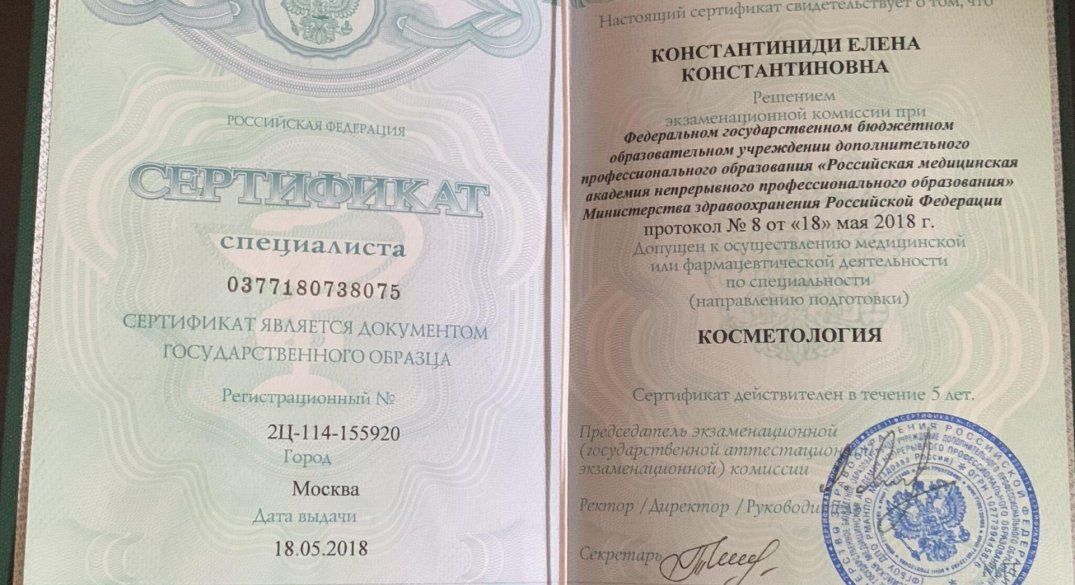 РОССИЙСКАЯ ФЕДЕРАЦИЯ
СЕРТИФИКАТ
специалиста
0377180738075
СЕРТИФИКАТ ЯВЛЯЕТСЯ ДОКУМЕНТОМ
ГОСУДАРСТВЕННОГО ОБРАЗЦА
Регистрационный №
2Ц-114-155920
Город
Москва
Дата выдачи
18.05.2018
Настоящий сертификат свидетельствует о том, что
КОНСТАНТИНИДИ ЕЛЕНА
КОНСТАНТИНОВНА
Решением
экзаменационной комиссии при
Федеральном государственном бюджетном
образовательном учреждении дополнительного
профессионального образования «Российская медицинская
академия непрерывного профессионального образования»
Министерства здравоохранения Российской Федерации
протокол № 8 от «18» мая 2018 г.
Допущен к осуществлению медицинской
или фармацевтической деятельности
по специальности
(направлению подготовки)
КОСМЕТОЛОГИЯ
Сертификат действителен в течение 5 лет.
Председатель экзаменационной
(государственной аттестацион
экзаменационной) комиссии
Ректор /Директор /Руководит
Секретарь